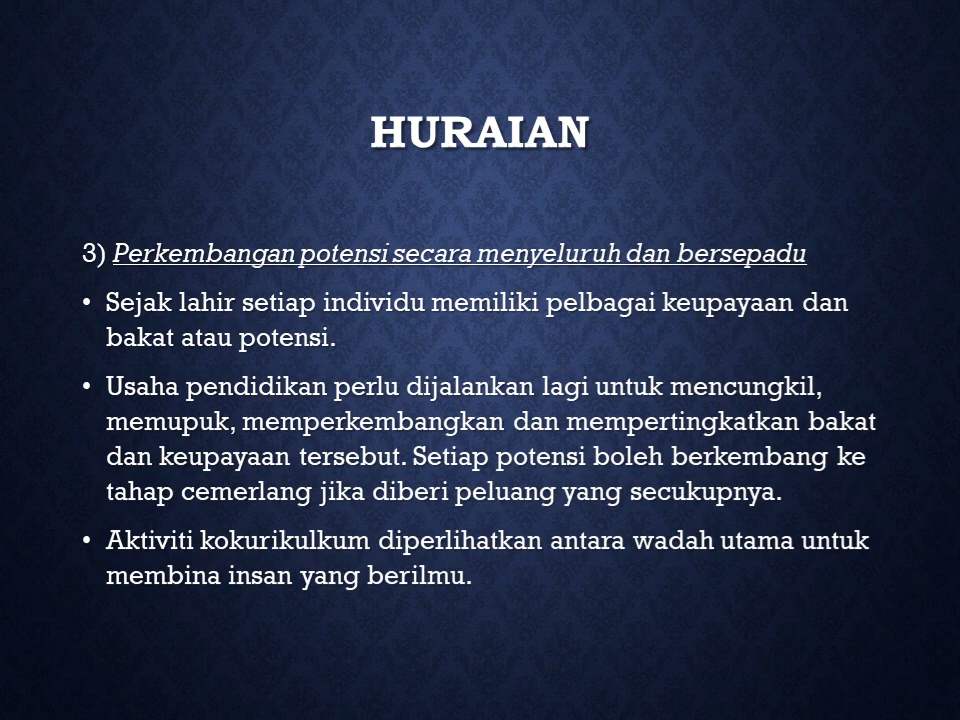 HURAIAN
3) Perkembangan potensi secara menyeluruh dan bersepadu
• Sejak lahir setiap individu memiliki pelbagai keupayaan dan
bakat atau potensi.
• Usaha pendidikan perlu dijalankan lagi untuk mencungkil,
memupuk, memperkembangkan dan mempertingkatkan bakat
dan keupayaan tersebut. Setiap potensi boleh berkembang ke
tahap cemerlang jika diberi peluang yang secukupnya.
• Aktiviti kokurikulkum diperlihatkan antara wadah utama untuk
membina insan yang berilmu.